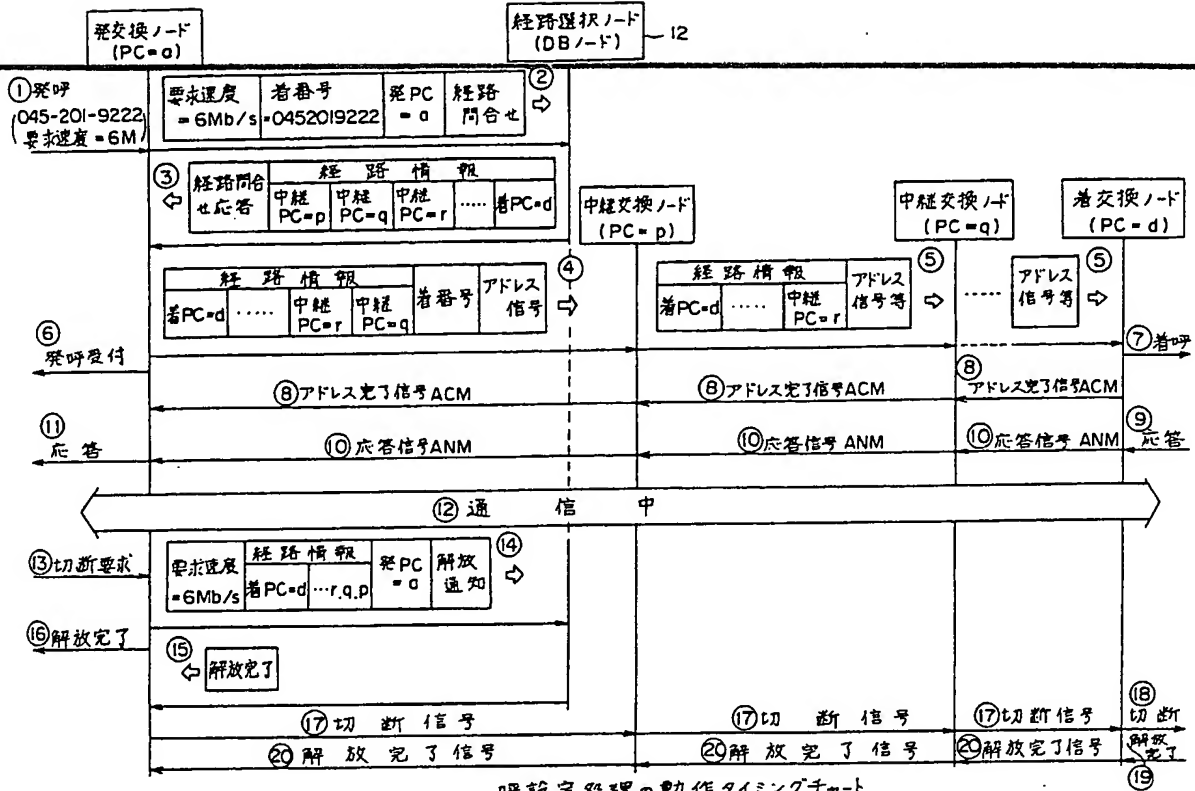 発交換ノード
(PC=a)
経路選択ノード
(DBノード)
12
①発呼
045-201-9222
要求速度=6M
要求速度
=6Mb/s
着番号
=0452019222
発PC
=a
経路
問合せ
②
③
経路問合
せ応答
経路情報
中継
PC=p
中継
PC=q
中継
PC=r
.....
着PC=d
中継交換ノード
(PC=p)
中継交換ノード
(PC=q)
着交換ノード
(PC=d)
経路情報
着PC=d
.....
中継
PC=r
中継
PC=q
着番号
アドレス
信号
④
経路情報
着PC=d
.....
中継
PC=r
アドレス
信号等
⑤
.....
アドレス
信号等
⑤
⑥
発呼受付
⑦着呼
⑧アドレス完了信号ACM
⑧アドレス完了信号ACM
⑧
アドレス完了信号ACM
⑪
応答
⑩応答信号ANM
⑩応答信号ANM
⑩応答信号ANM
⑨
応答
⑫通信中
⑬切断要求
要求速度
=6Mb/s
経路情報
着PC=d
…r.q.p
発PC
=a
解放
通知
⑭
⑯解放完了
⑮
解放完了
⑰切断信号
⑰切断信号
⑰切断信号
⑱
切断
⑳解放完了信号
⑳解放完了信号
⑳解放完了信号
解放
完了
⑲
呼設定処理の動作タイミングチャート